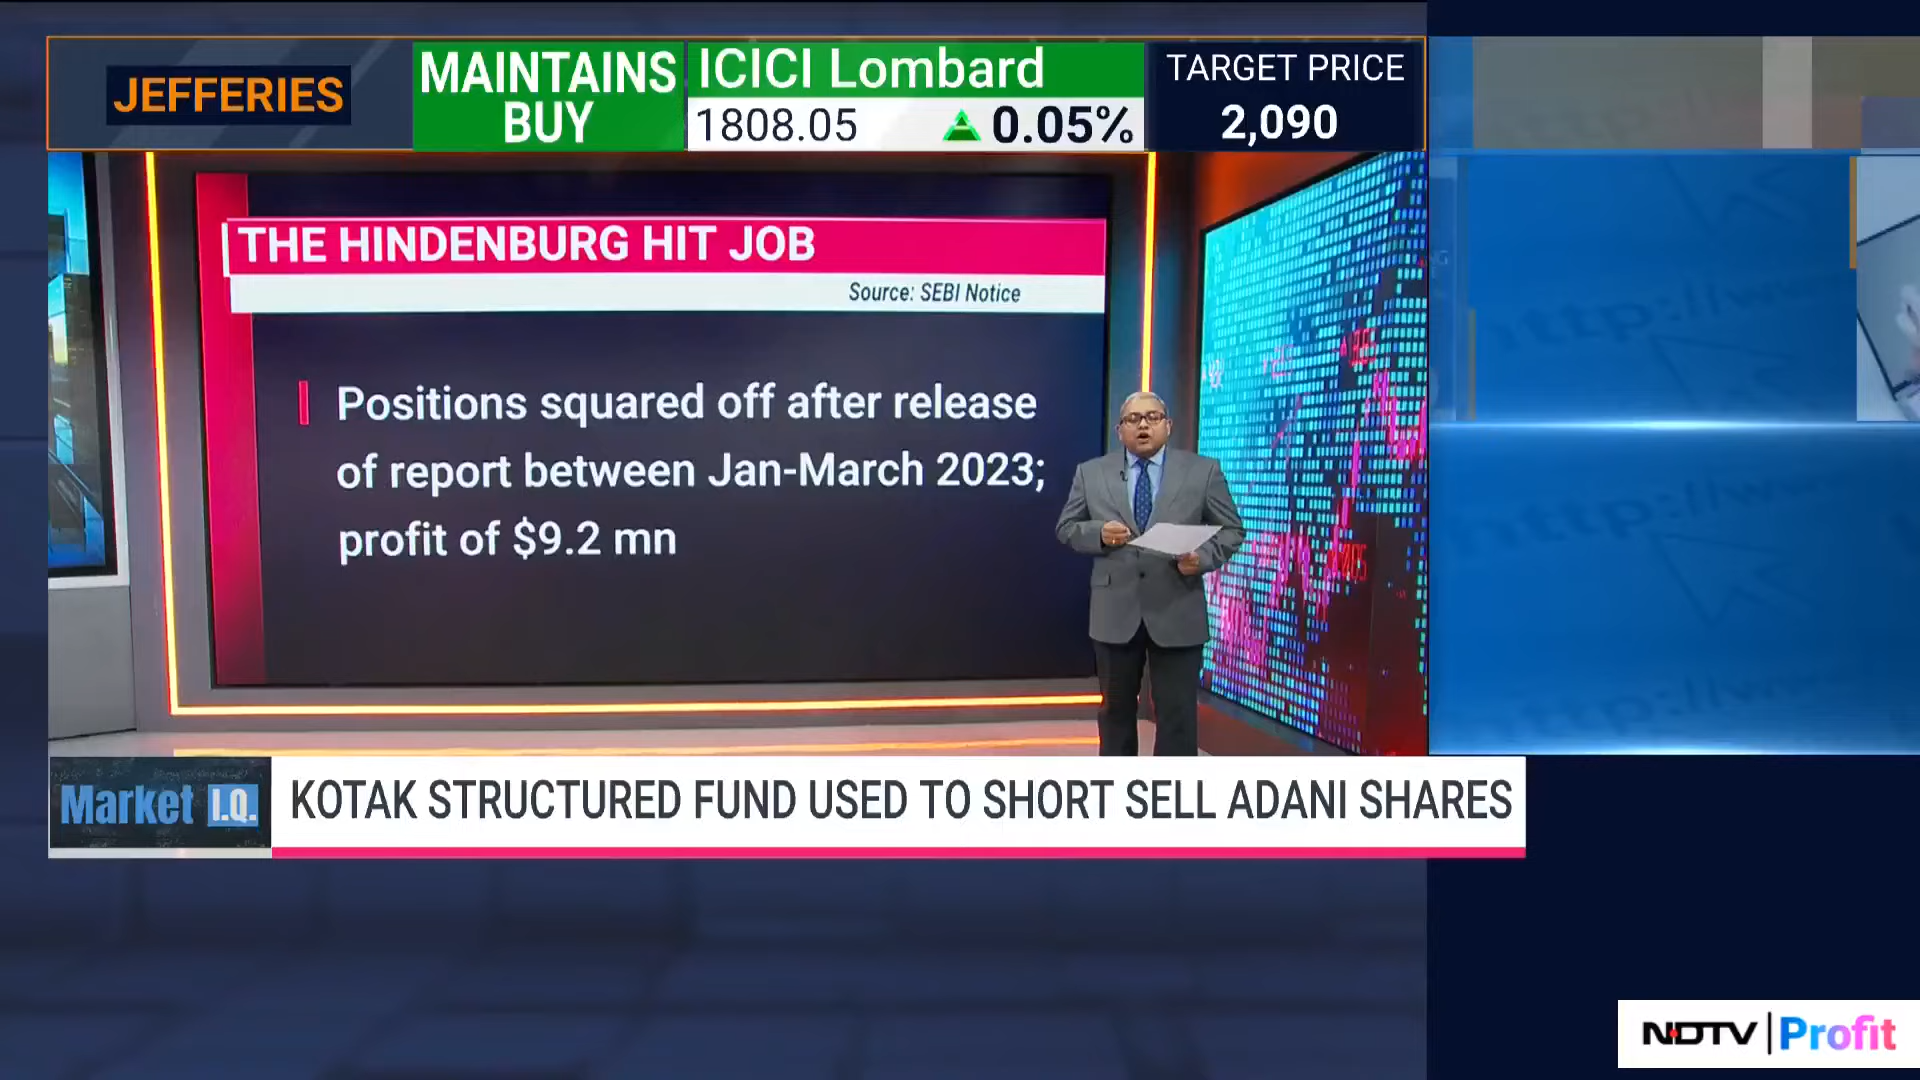 JEFFERIES
MAINTAINS
BUY
ICICI Lombard
1808.05 0.05%
TARGET PRICE
2,090
THE HINDENBURG HIT JOB
Source: SEBI Notice
Positions squared off after release
of report between Jan-March 2023;
profit of $9.2 mn
Market I.Q.
KOTAK STRUCTURED FUND USED TO SHORT SELL ADANI SHARES
NDTV Profit